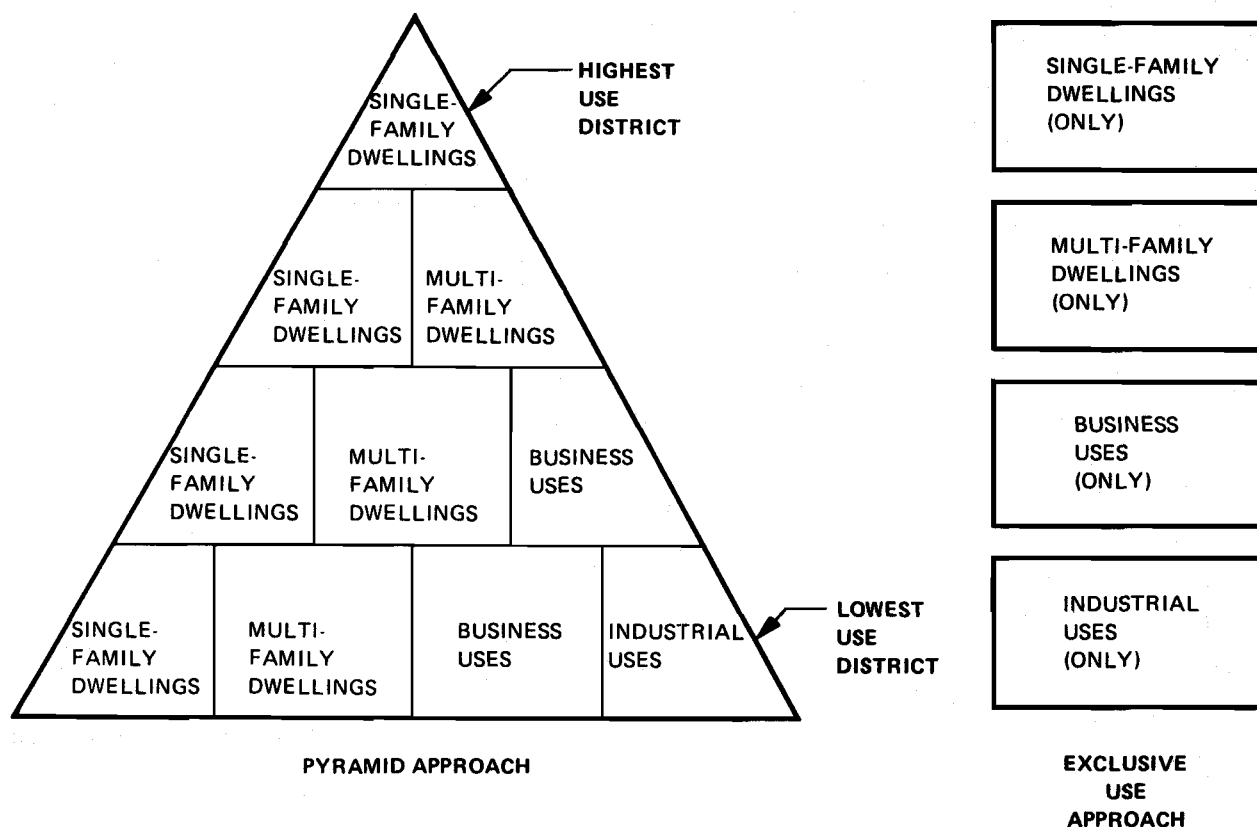 SINGLE-
FAMILY
DWELLINGS
HIGHEST
USE
DISTRICT
SINGLE-
FAMILY
DWELLINGS
MULTI-
FAMILY
DWELLINGS
SINGLE-
FAMILY
DWELLINGS
MULTI-
FAMILY
DWELLINGS
BUSINESS
USES
SINGLE-
FAMILY
DWELLINGS
MULTI-
FAMILY
DWELLINGS
BUSINESS
USES
INDUSTRIAL
USES
LOWEST
USE
DISTRICT
PYRAMID APPROACH
SINGLE-FAMILY
DWELLINGS
(ONLY)
MULTI-FAMILY
DWELLINGS
(ONLY)
BUSINESS
USES
(ONLY)
INDUSTRIAL
USES
(ONLY)
EXCLUSIVE
USE
APPROACH